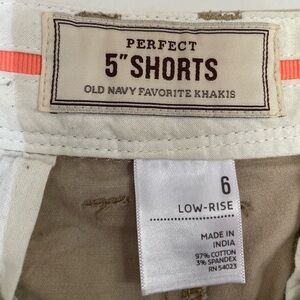 PERFECT
5" SHORTS
OLD NAVY FAVORITE KHAKIS
6
LOW-RISE
MADE IN
INDIA
97% COTTON
3% SPANDEX
RN 54023